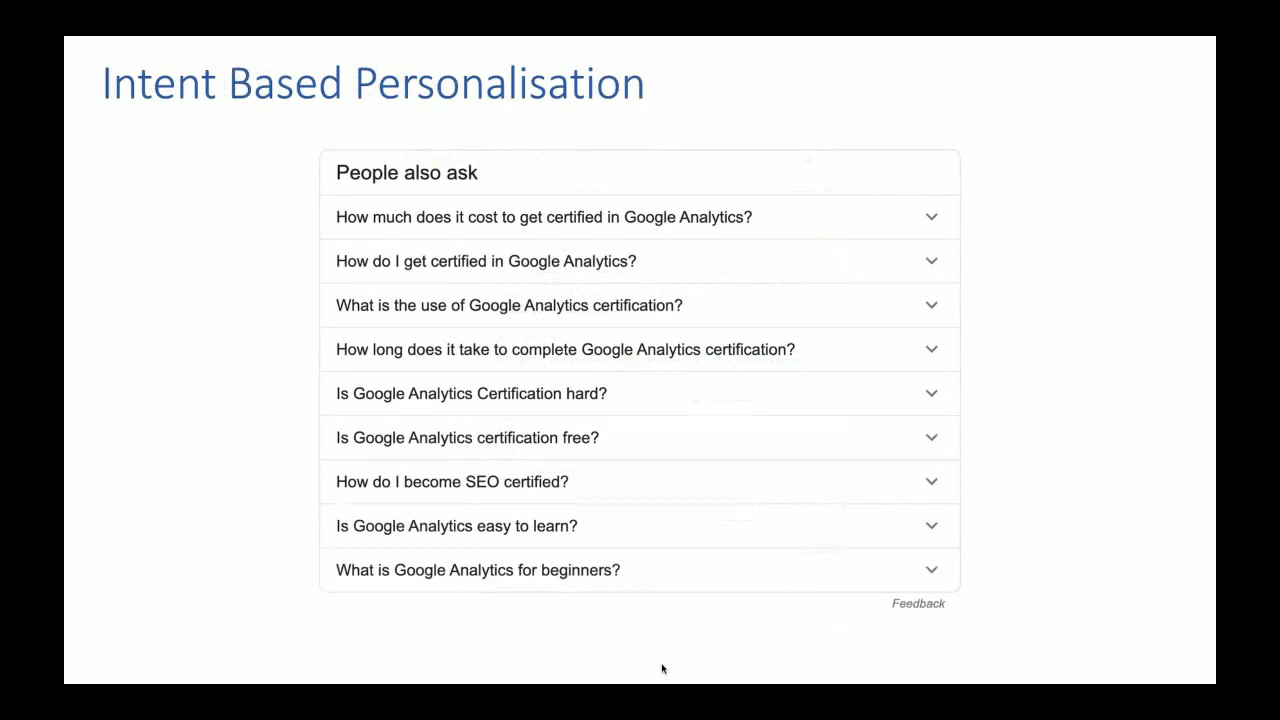 Intent Based Personalisation
People also ask
How much does it cost to get certified in Google Analytics?
How do I get certified in Google Analytics?
What is the use of Google Analytics certification?
How long does it take to complete Google Analytics certification?
Is Google Analytics Certification hard?
Is Google Analytics certification free?
How do I become SEO certified?
Is Google Analytics easy to learn?
What is Google Analytics for beginners?
Feedback